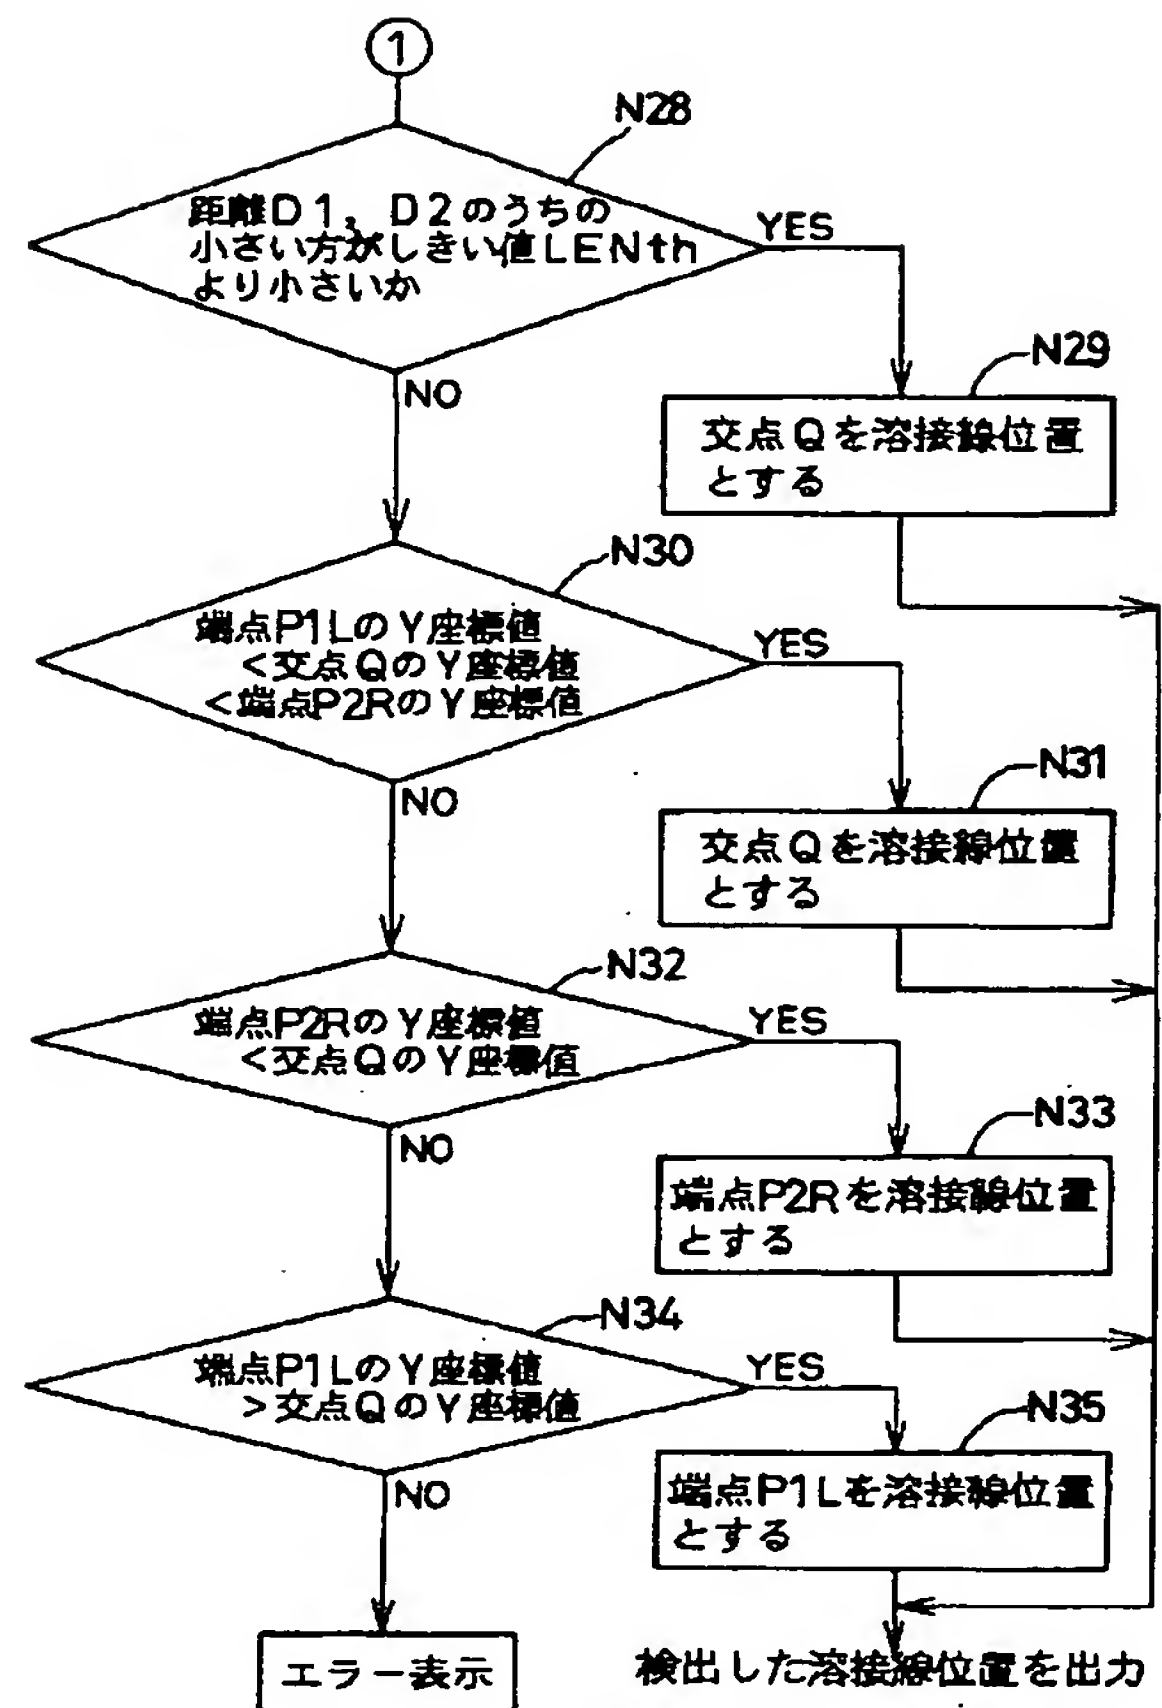 1
N28
距離D1，D2のうちの
小さい方がしきい値LENth
より小さいか
YES
NO
N29
交点Qを溶接線位置
とする
N30
端点P1LのY座標値
<交点QのY座標値
<端点P2RのY座標値
YES
NO
N31
交点Qを溶接線位置
とする
N32
端点P2RのY座標値
<交点QのY座標値
YES
NO
N33
端点P2Rを溶接線位置
とする
N34
端点P1LのY座標値
>交点QのY座標値
YES
NO
N35
端点P1Lを溶接線位置
とする
エラー表示
検出した溶接線位置を出力